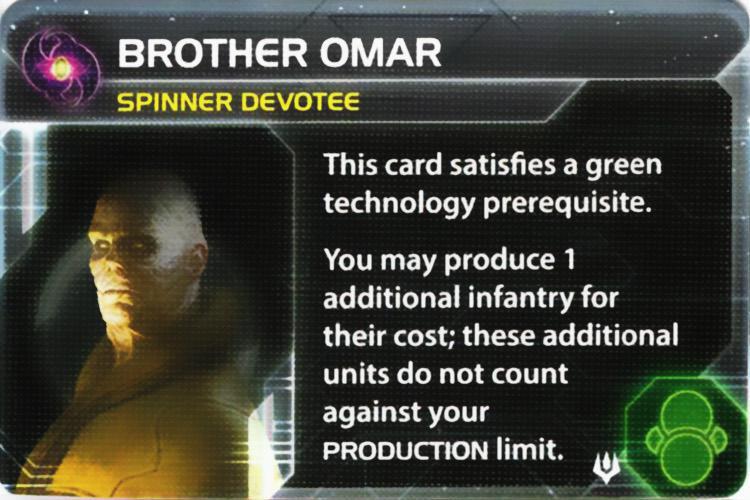 BROTHER OMAR
SPINNER DEVOTEE
This card satisfies a green
technology prerequisite.
You may produce 1
additional infantry for
their cost; these additional
units do not count
against your
PRODUCTION limit.